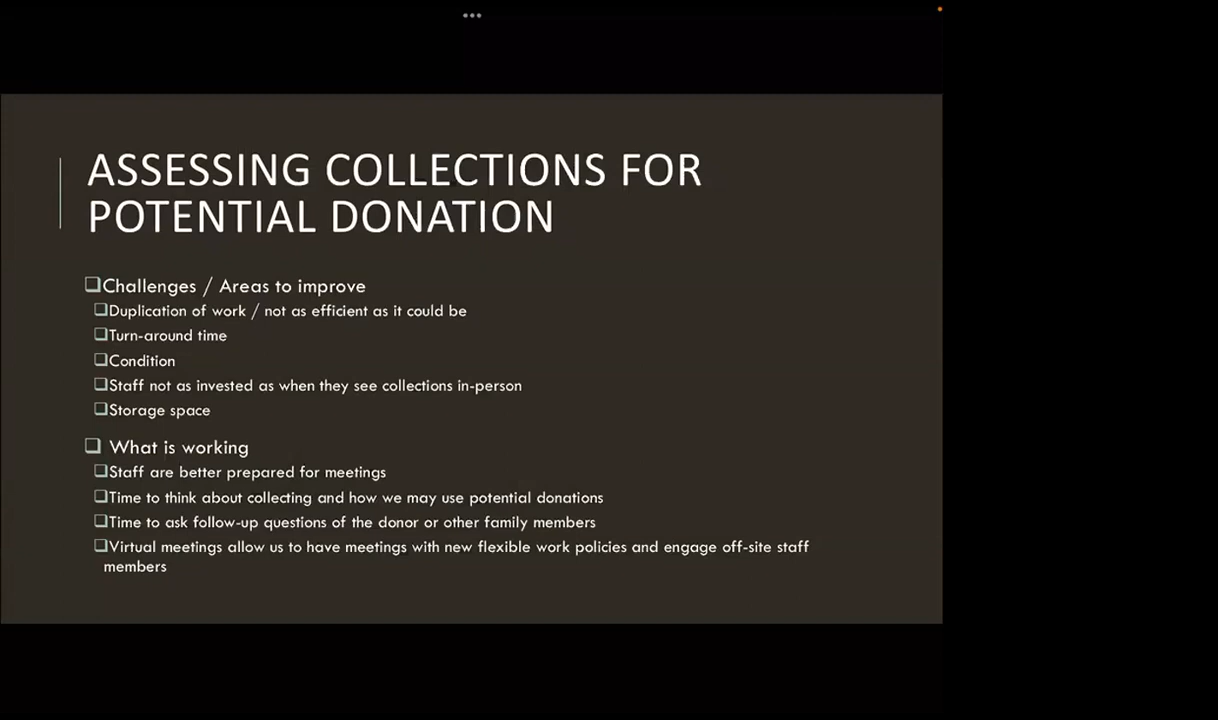 ASSESSING COLLECTIONS FOR
POTENTIAL DONATION
Challenges / Areas to improve
Duplication of work / not as efficient as it could be
Turn-around time
Condition
Staff not as invested as when they see collections in-person
Storage space
What is working
Staff are better prepared for meetings
Time to think about collecting and how we may use potential donations
Time to ask follow-up questions of the donor or other family members
Virtual meetings allow us to have meetings with new flexible work policies and engage off-site staff
members